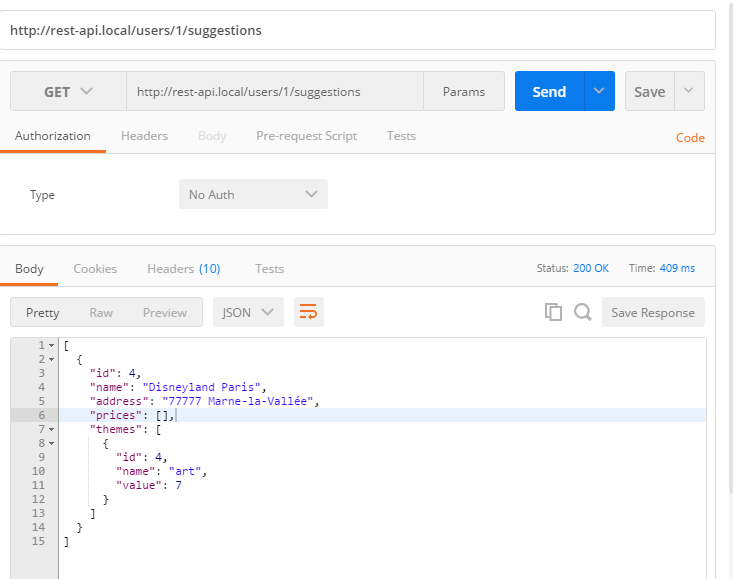 http://rest-api.local/users/1/suggestions
GET http://rest-api.local/users/1/suggestions Params Send Save
Authorization Headers Body Pre-request Script Tests Code
Type No Auth
Body Cookies Headers (10) Tests Status: 200 OK Time: 409 ms
Pretty Raw Preview JSON Save Response
1 [
2 {
3 "id": 4,
4 "name": "Disneyland Paris",
5 "address": "77777 Marne-la-Vallée",
6 "prices": [],
7 "themes": [
8 {
9 "id": 4,
10 "name": "art",
11 "value": 7
12 }
13 ]
14 }
15 ]